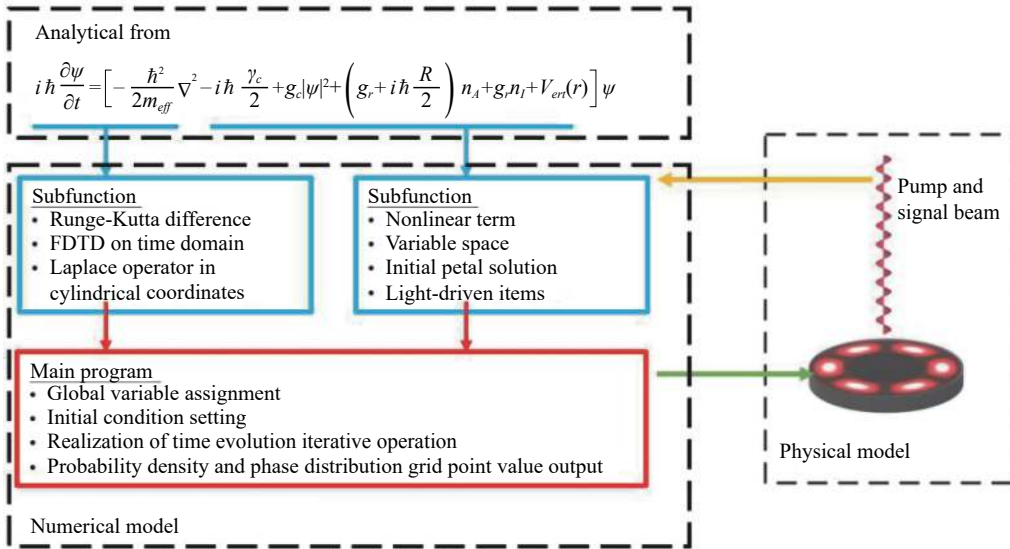 Analytical from
iħ ∂ψ/∂t = [ - ħ²/2m_eff ∇² - iħ γ_c/2 + g_c|ψ|² + ( g_r + iħ R/2 ) n_A + g_r n_I + V_ert(r) ] ψ
Subfunction
• Runge-Kutta difference
• FDTD on time domain
• Laplace operator in
cylindrical coordinates
Subfunction
• Nonlinear term
• Variable space
• Initial petal solution
• Light-driven items
Main program
• Global variable assignment
• Initial condition setting
• Realization of time evolution iterative operation
• Probability density and phase distribution grid point value output
Numerical model
Pump and
signal beam
Physical model